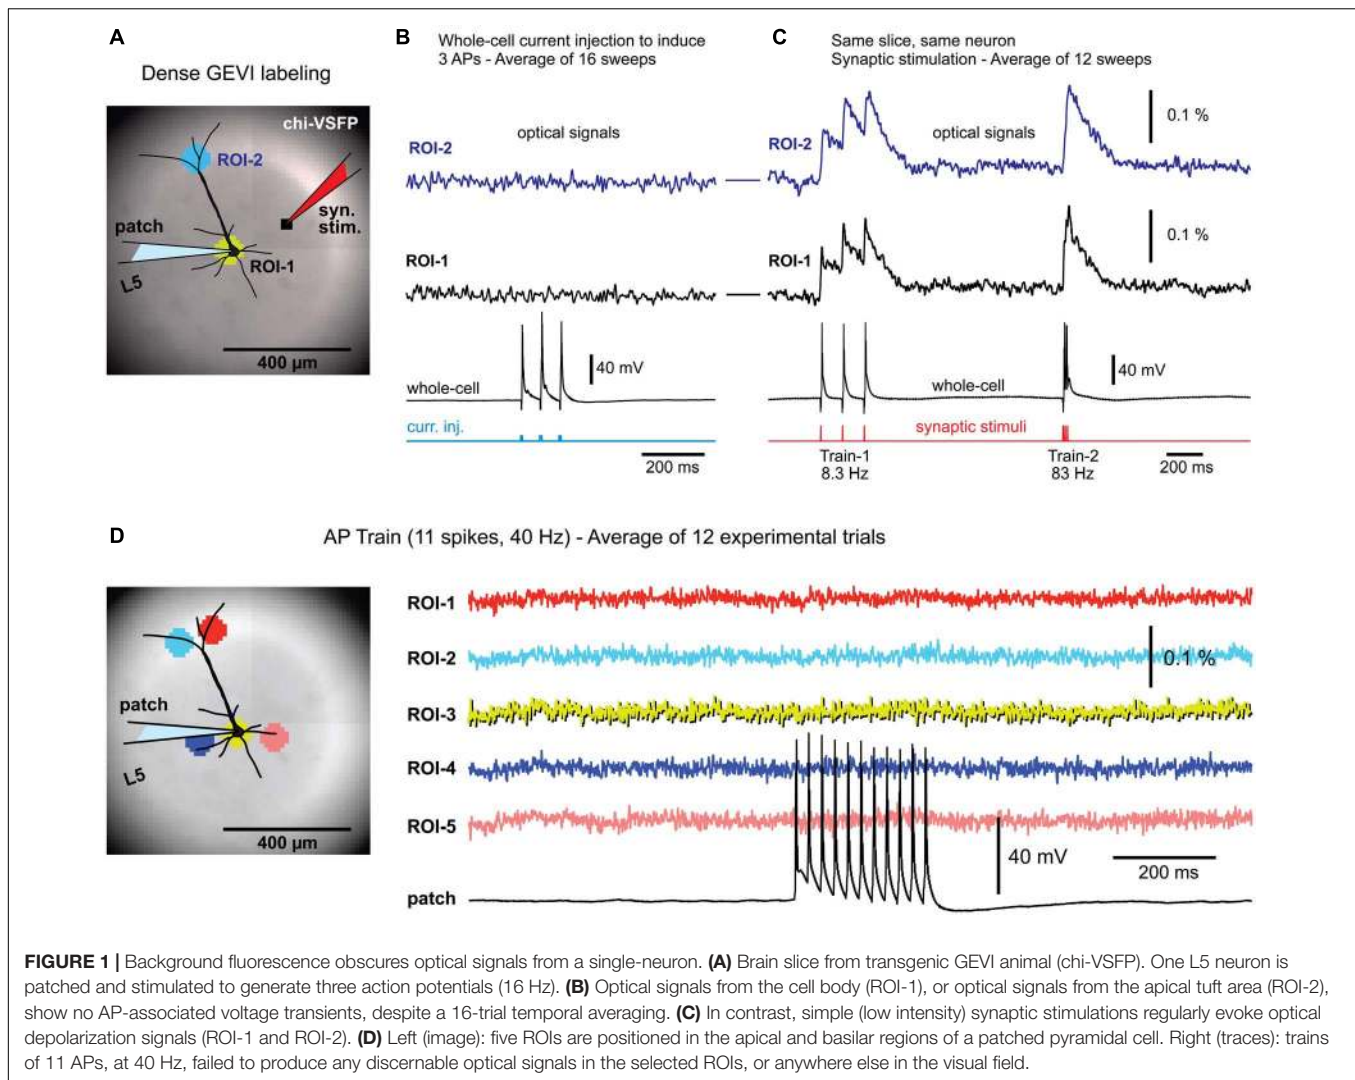 A
Dense GEVI labeling
chi-VSFP
ROI-2
syn.
stim.
patch
ROI-1
L5
400 µm
B
Whole-cell current injection to induce
3 APs - Average of 16 sweeps
optical signals
ROI-2
ROI-1
40 mV
whole-cell
curr. inj.
200 ms
C
Same slice, same neuron
Synaptic stimulation - Average of 12 sweeps
0.1 %
optical signals
ROI-2
0.1 %
ROI-1
40 mV
whole-cell
synaptic stimuli
Train-1
8.3 Hz
Train-2
83 Hz
200 ms
D
AP Train (11 spikes, 40 Hz) - Average of 12 experimental trials
patch
L5
400 µm
ROI-1
ROI-2
0.1 %
ROI-3
ROI-4
ROI-5
40 mV
200 ms
patch
FIGURE 1 | Background fluorescence obscures optical signals from a single-neuron. (A) Brain slice from transgenic GEVI animal (chi-VSFP). One L5 neuron is
patched and stimulated to generate three action potentials (16 Hz). (B) Optical signals from the cell body (ROI-1), or optical signals from the apical tuft area (ROI-2),
show no AP-associated voltage transients, despite a 16-trial temporal averaging. (C) In contrast, simple (low intensity) synaptic stimulations regularly evoke optical
depolarization signals (ROI-1 and ROI-2). (D) Left (image): five ROIs are positioned in the apical and basilar regions of a patched pyramidal cell. Right (traces): trains
of 11 APs, at 40 Hz, failed to produce any discernable optical signals in the selected ROIs, or anywhere else in the visual field.